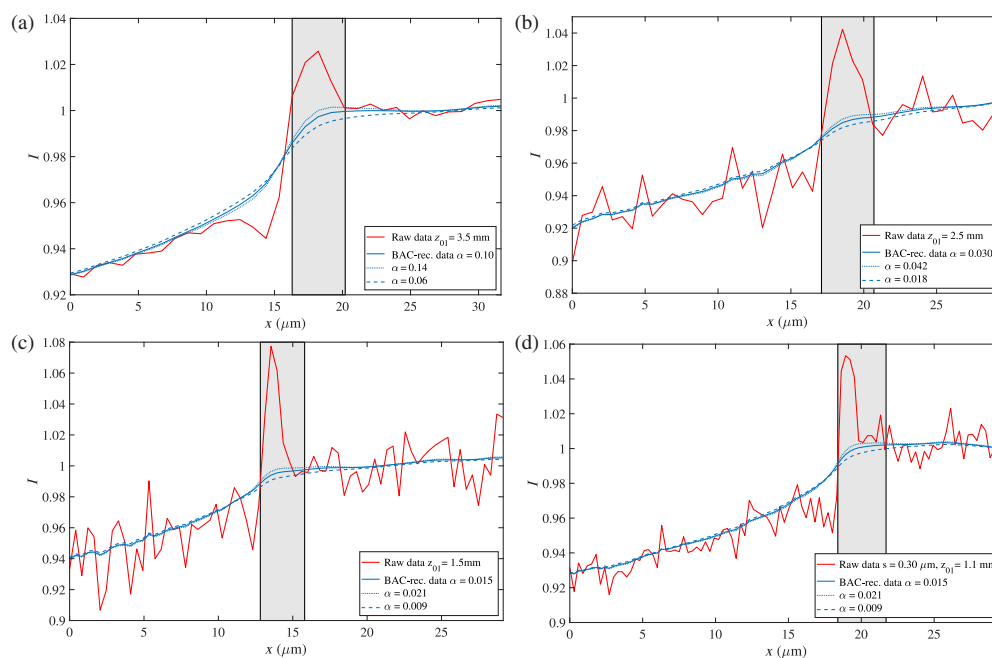 (a)
1.04
1.02
1
0.98
0.96
0.94
0.92
I
0 5 10 15 20 25 30
x (μm)
Raw data z01 = 3.5 mm
BAC-rec. data α = 0.10
α = 0.14
α = 0.06
(b)
1.04
1.02
1
0.98
0.96
0.94
0.92
0.9
0.88
I
0 5 10 15 20 25
x (μm)
Raw data z01 = 2.5 mm
BAC-rec. data α = 0.030
α = 0.042
α = 0.018
(c)
1.08
1.06
1.04
1.02
1
0.98
0.96
0.94
0.92
0.9
I
0 5 10 15 20 25
x (μm)
Raw data z01 = 1.5mm
BAC-rec. data α = 0.015
α = 0.021
α = 0.009
(d)
1.06
1.04
1.02
1
0.98
0.96
0.94
0.92
0.9
I
0 5 10 15 20 25
x (μm)
Raw data s = 0.30 μm, z01 = 1.1 mm
BAC-rec. data α = 0.015
α = 0.021
α = 0.009